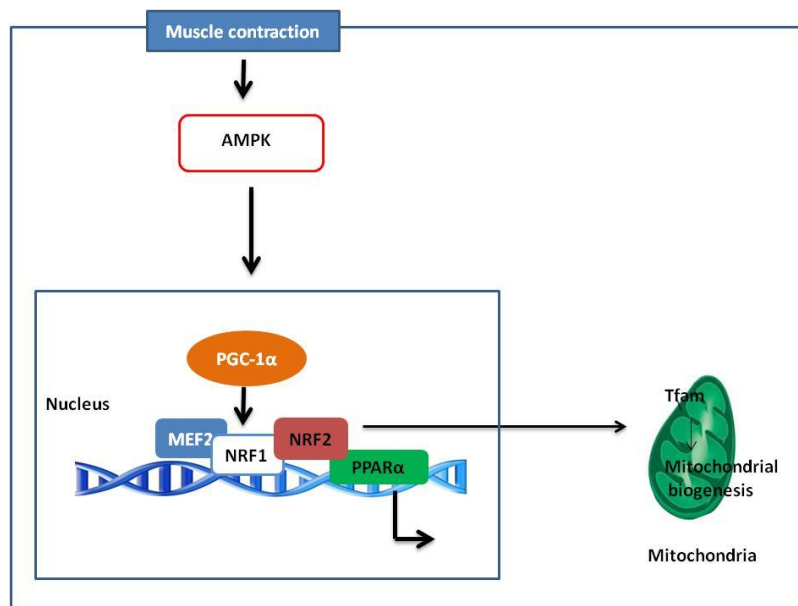 Muscle contraction
AMPK
PGC-1α
Nucleus
MEF2
NRF1
NRF2
PPARα
Tfam
Mitochondrial
biogenesis
Mitochondria